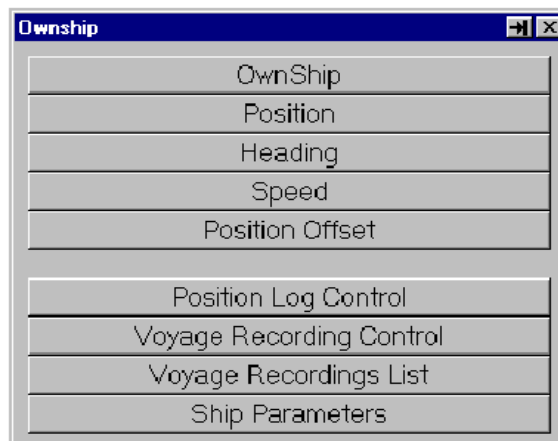 Ownship
OwnShip
Position
Heading
Speed
Position Offset
Position Log Control
Voyage Recording Control
Voyage Recordings List
Ship Parameters